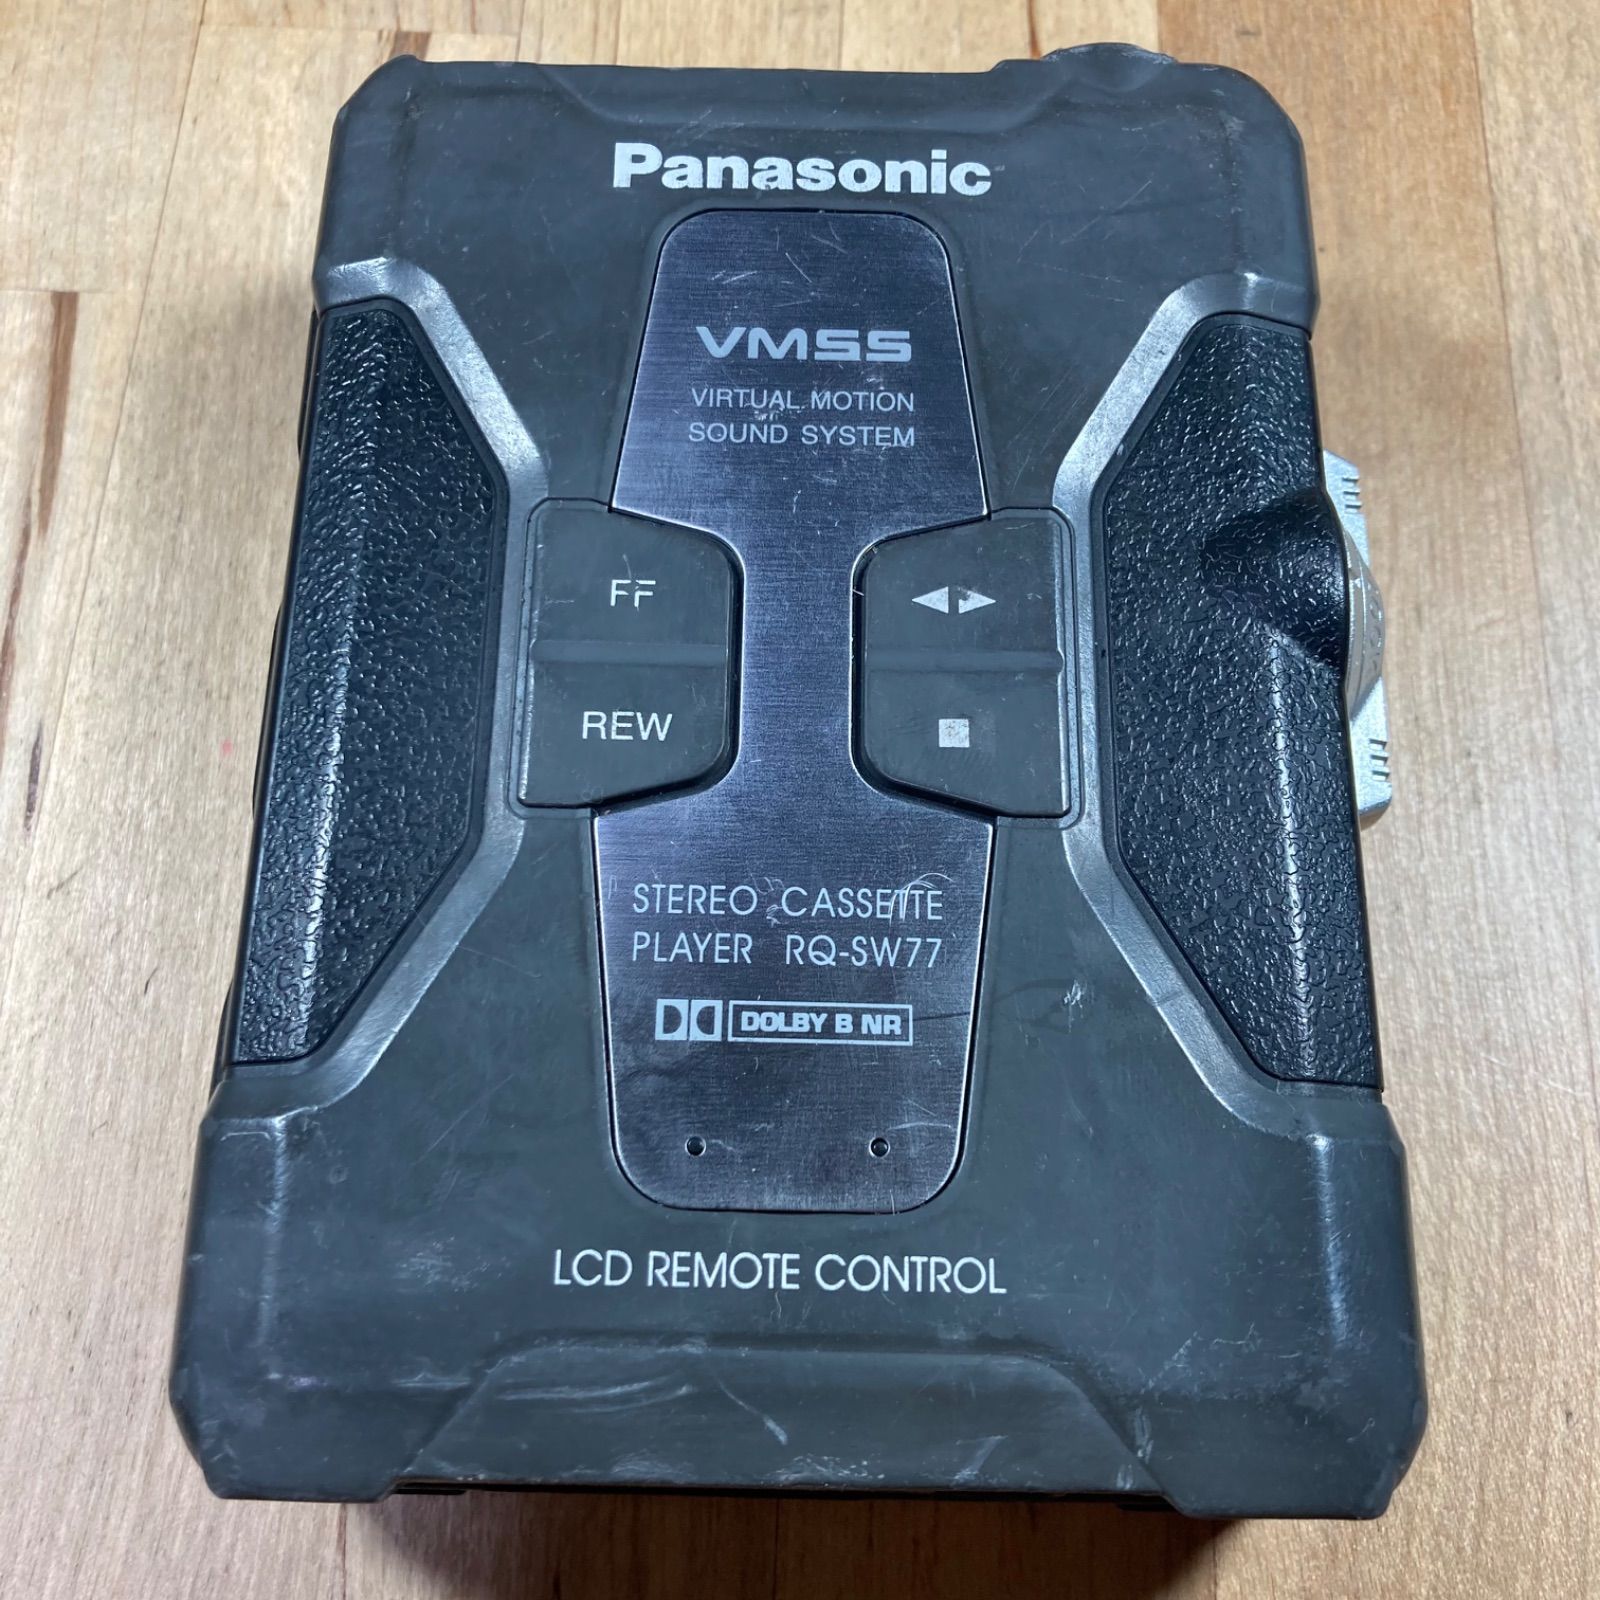 Panasonic
VMSS
VIRTUAL MOTION
SOUND SYSTEM
FF
REW
STEREO CASSETTE
PLAYER RQ-SW77
DOLBY B NR
LCD REMOTE CONTROL